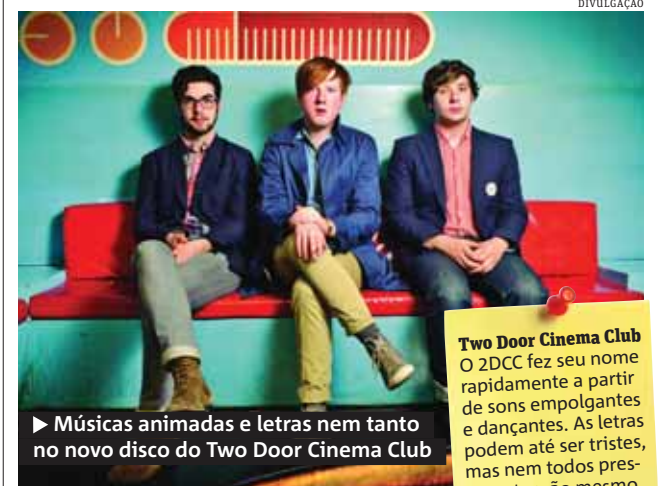 DIVULGAÇÃO
▶ Músicas animadas e letras nem tanto
no novo disco do Two Door Cinema Club
Two Door Cinema Club
O 2DCC fez seu nome
rapidamente a partir
de sons empolgantes
e dançantes. As letras
podem até ser tristes,
mas nem todos pres-